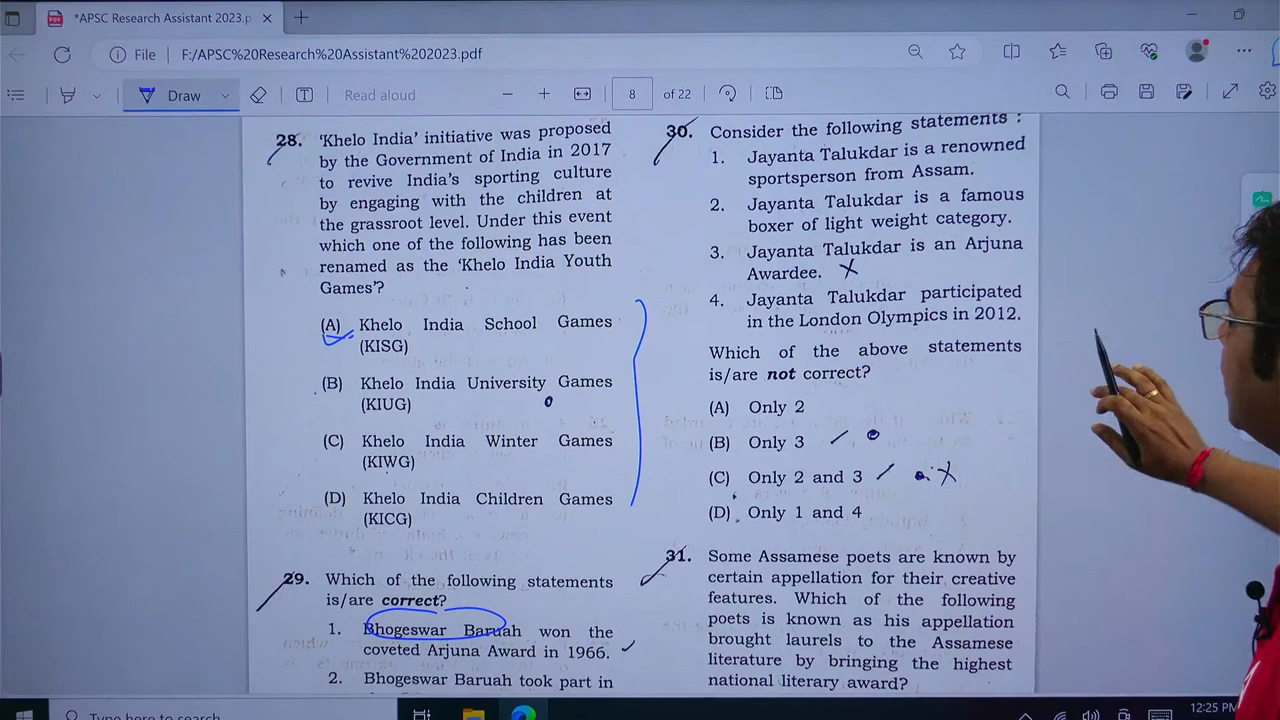 *APSC Research Assistant 2023.p
File F:/APSC%20Research%20Assistant%202023.pdf
Draw
Read aloud
8 of 22
28. 'Khelo India' initiative was proposed
by the Government of India in 2017
to revive India's sporting culture
by engaging with the children at
the grassroot level. Under this event
which one of the following has been
renamed as the 'Khelo India Youth
Games'?
(A) Khelo India School Games
(KISG)
(B) Khelo India University Games
(KIUG)
(C) Khelo India Winter Games
(KIWG)
(D) Khelo India Children Games
(KICG)
29. Which of the following statements
is/are correct?
1. Bhogeswar Baruah won the
coveted Arjuna Award in 1966.
2. Bhogeswar Baruah took part in
30. Consider the following statements :
1. Jayanta Talukdar is a renowned
sportsperson from Assam.
2. Jayanta Talukdar is a famous
boxer of light weight category.
3. Jayanta Talukdar is an Arjuna
Awardee.
4. Jayanta Talukdar participated
in the London Olympics in 2012.
Which of the above statements
is/are not correct?
(A) Only 2
(B) Only 3
(C) Only 2 and 3
(D) Only 1 and 4
31. Some Assamese poets are known by
certain appellation for their creative
features. Which of the following
poets is known as his appellation
brought laurels to the Assamese
literature by bringing the highest
national literary award?
Type here to search
12:25 PM